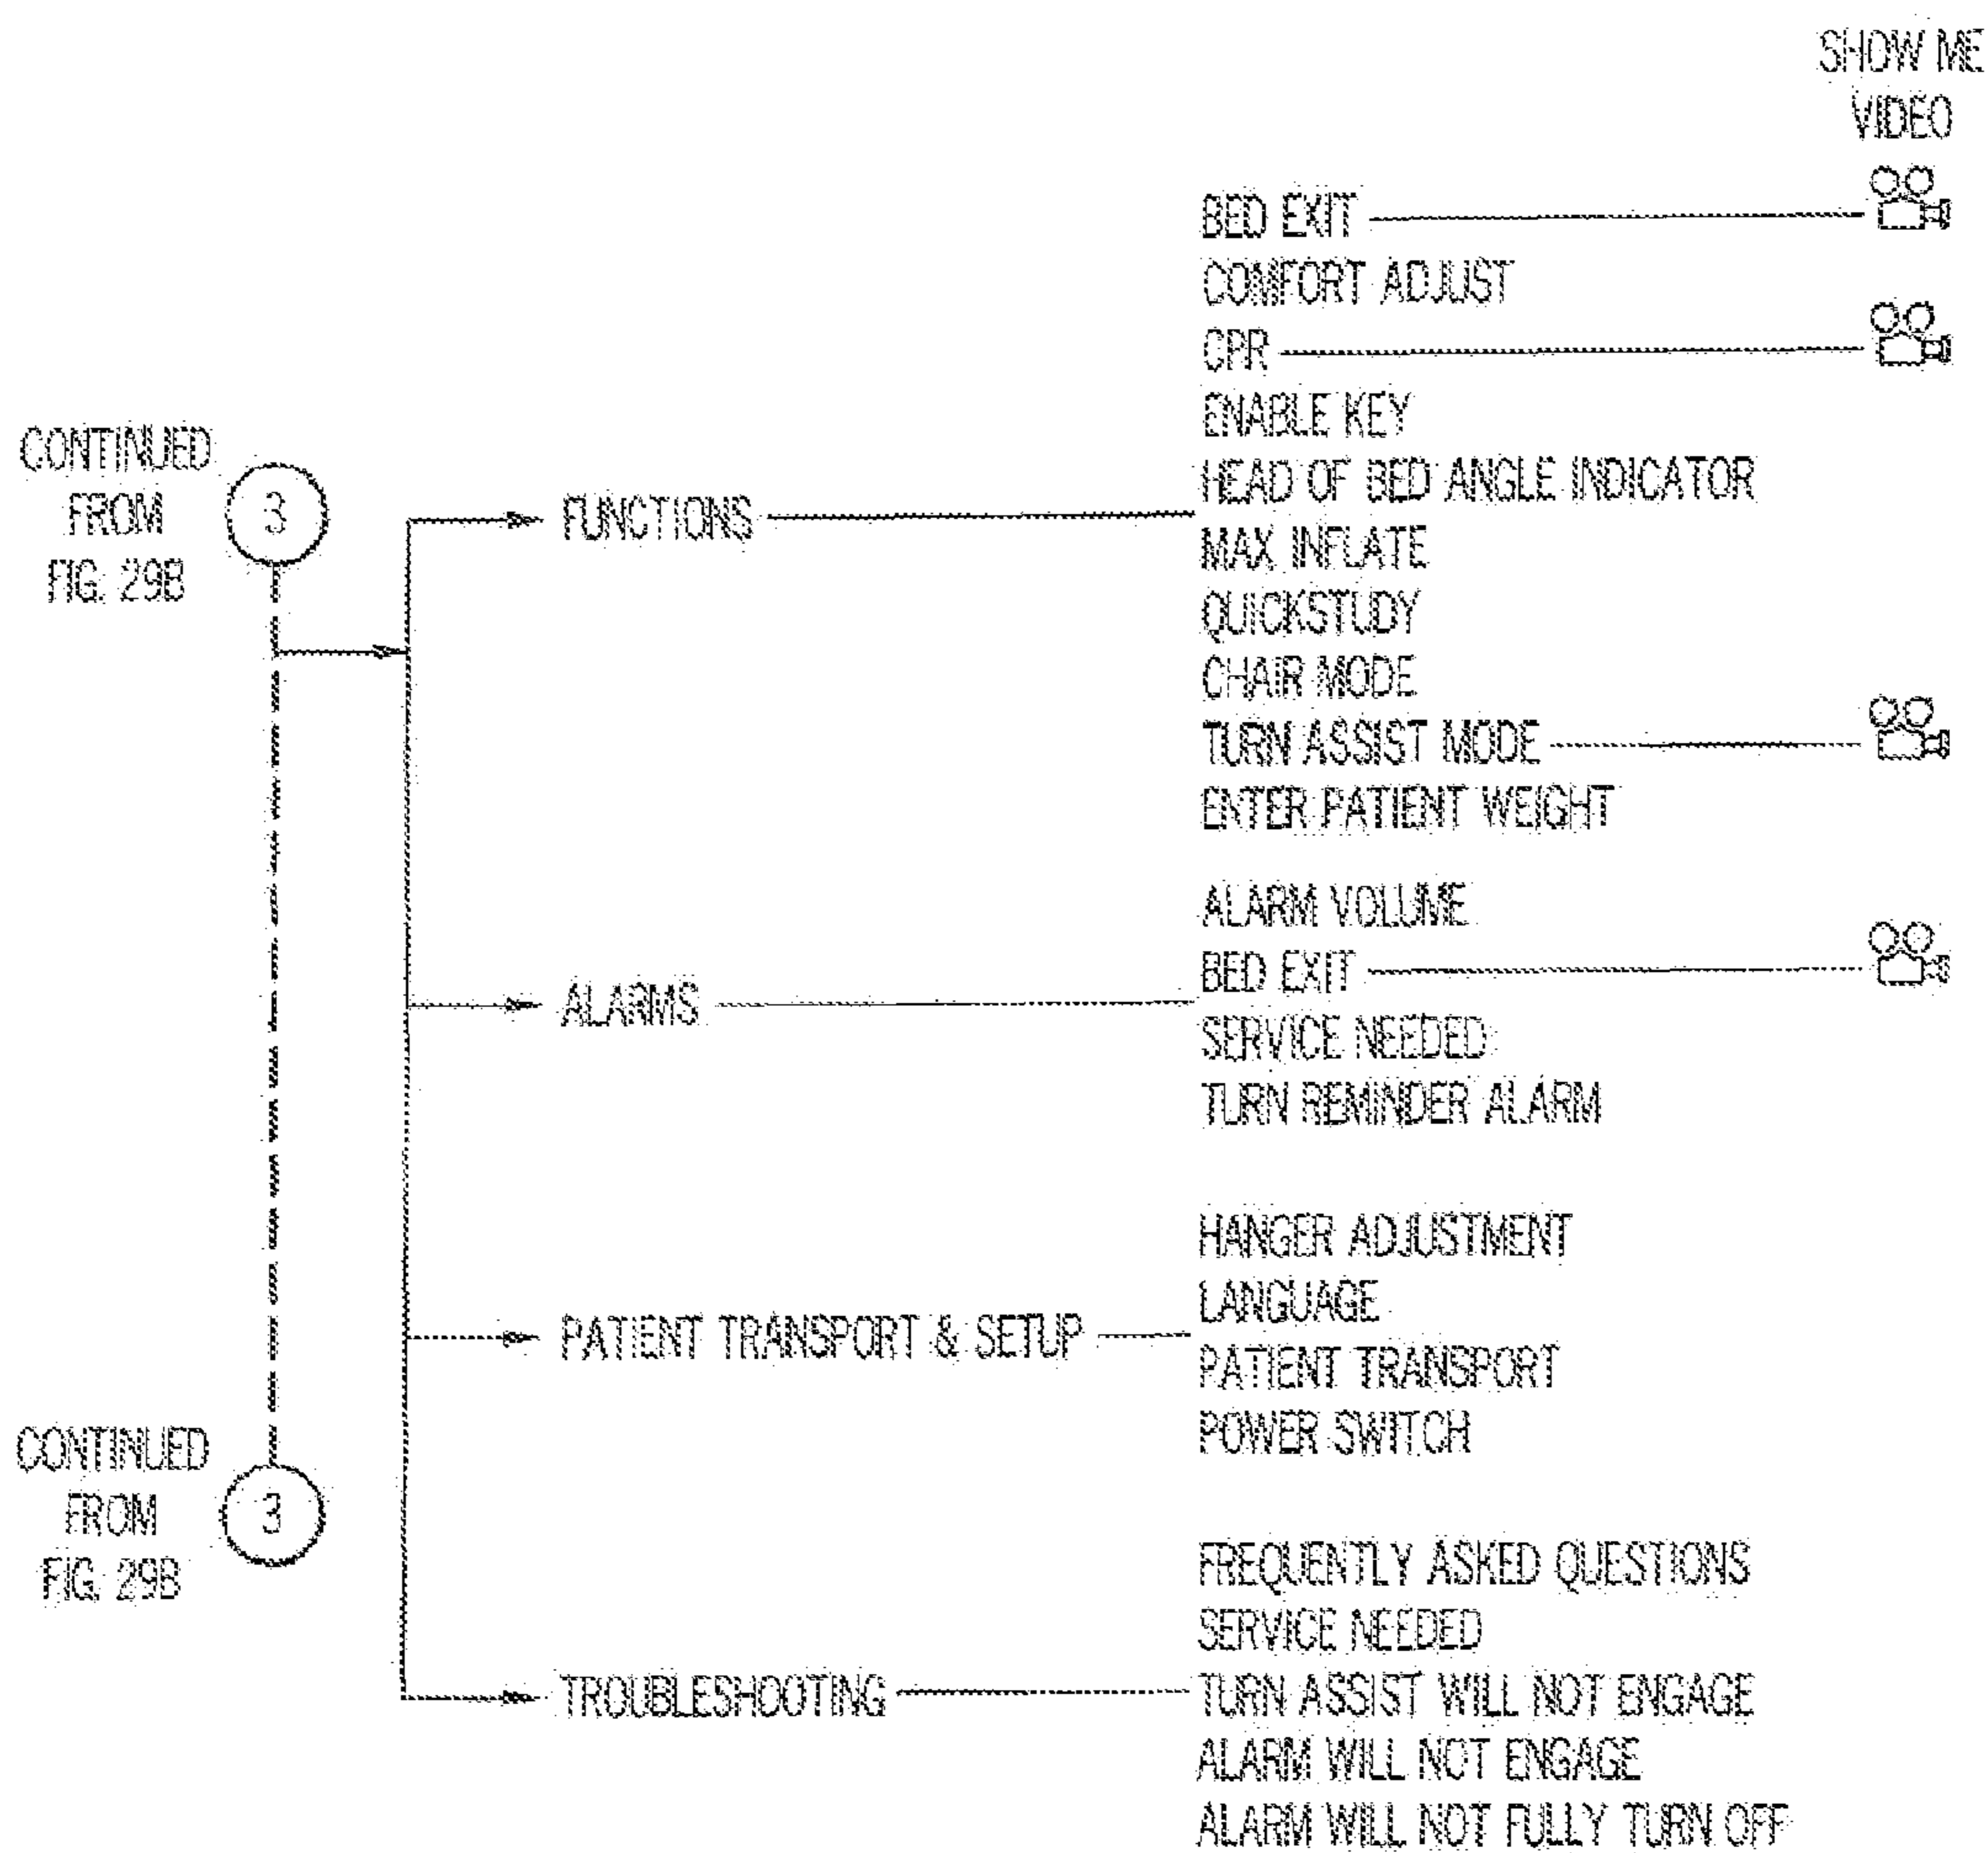 SHOW ME
VIDEO
BED EXIT
COMFORT ADJUST
CPR
ENABLE KEY
HEAD OF BED ANGLE INDICATOR
MAX INFLATE
QUICKSTUDY
CHAIR MODE
TURN ASSIST MODE
ENTER PATIENT WEIGHT
CONTINUED
FROM
FIG. 29B
3
FUNCTIONS
ALARM VOLUME
BED EXIT
SERVICE NEEDED
TURN REMINDER ALARM
ALARMS
HANGER ADJUSTMENT
LANGUAGE
PATIENT TRANSPORT
POWER SWITCH
PATIENT TRANSPORT & SETUP
CONTINUED
FROM
FIG. 29B
3
FREQUENTLY ASKED QUESTIONS
SERVICE NEEDED
TURN ASSIST WILL NOT ENGAGE
ALARM WILL NOT ENGAGE
ALARM WILL NOT FULLY TURN OFF
TROUBLESHOOTING